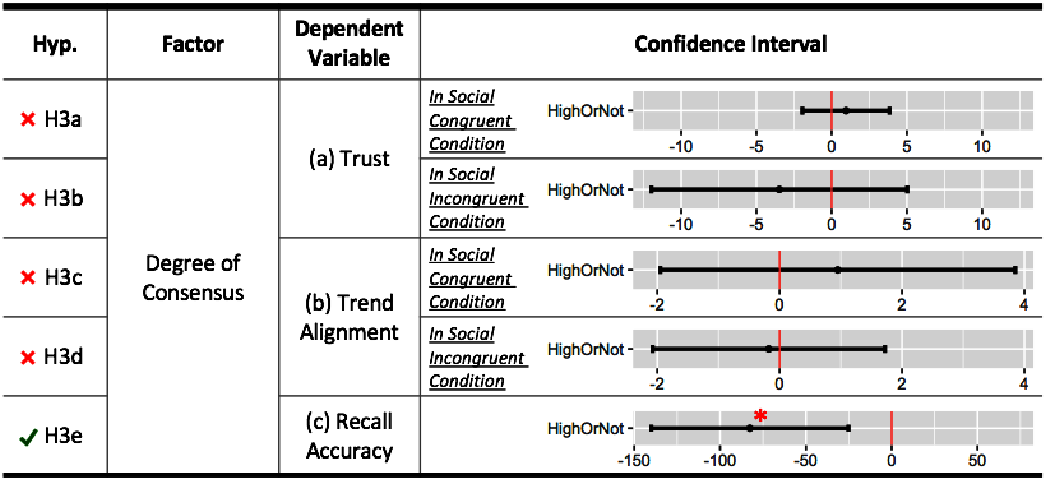 Hyp.
Factor
Dependent
Variable
Confidence Interval
H3a
H3b
H3c
H3d
H3e
Degree of
Consensus
(a) Trust
(b) Trend
Alignment
(c) Recall
Accuracy
In Social
Congruent
Condition
HighOrNot
-10 -5 0 5 10
In Social
Incongruent
Condition
HighOrNot
-10 -5 0 5 10
In Social
Congruent
Condition
HighOrNot
-2 0 2 4
In Social
Incongruent
Condition
HighOrNot
-2 0 2 4
*
HighOrNot
-150 -100 -50 0 50